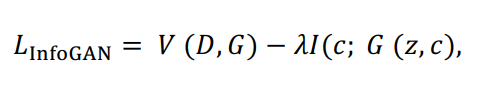 L_InfoGAN = V (D, G) − λI(c; G (z, c),